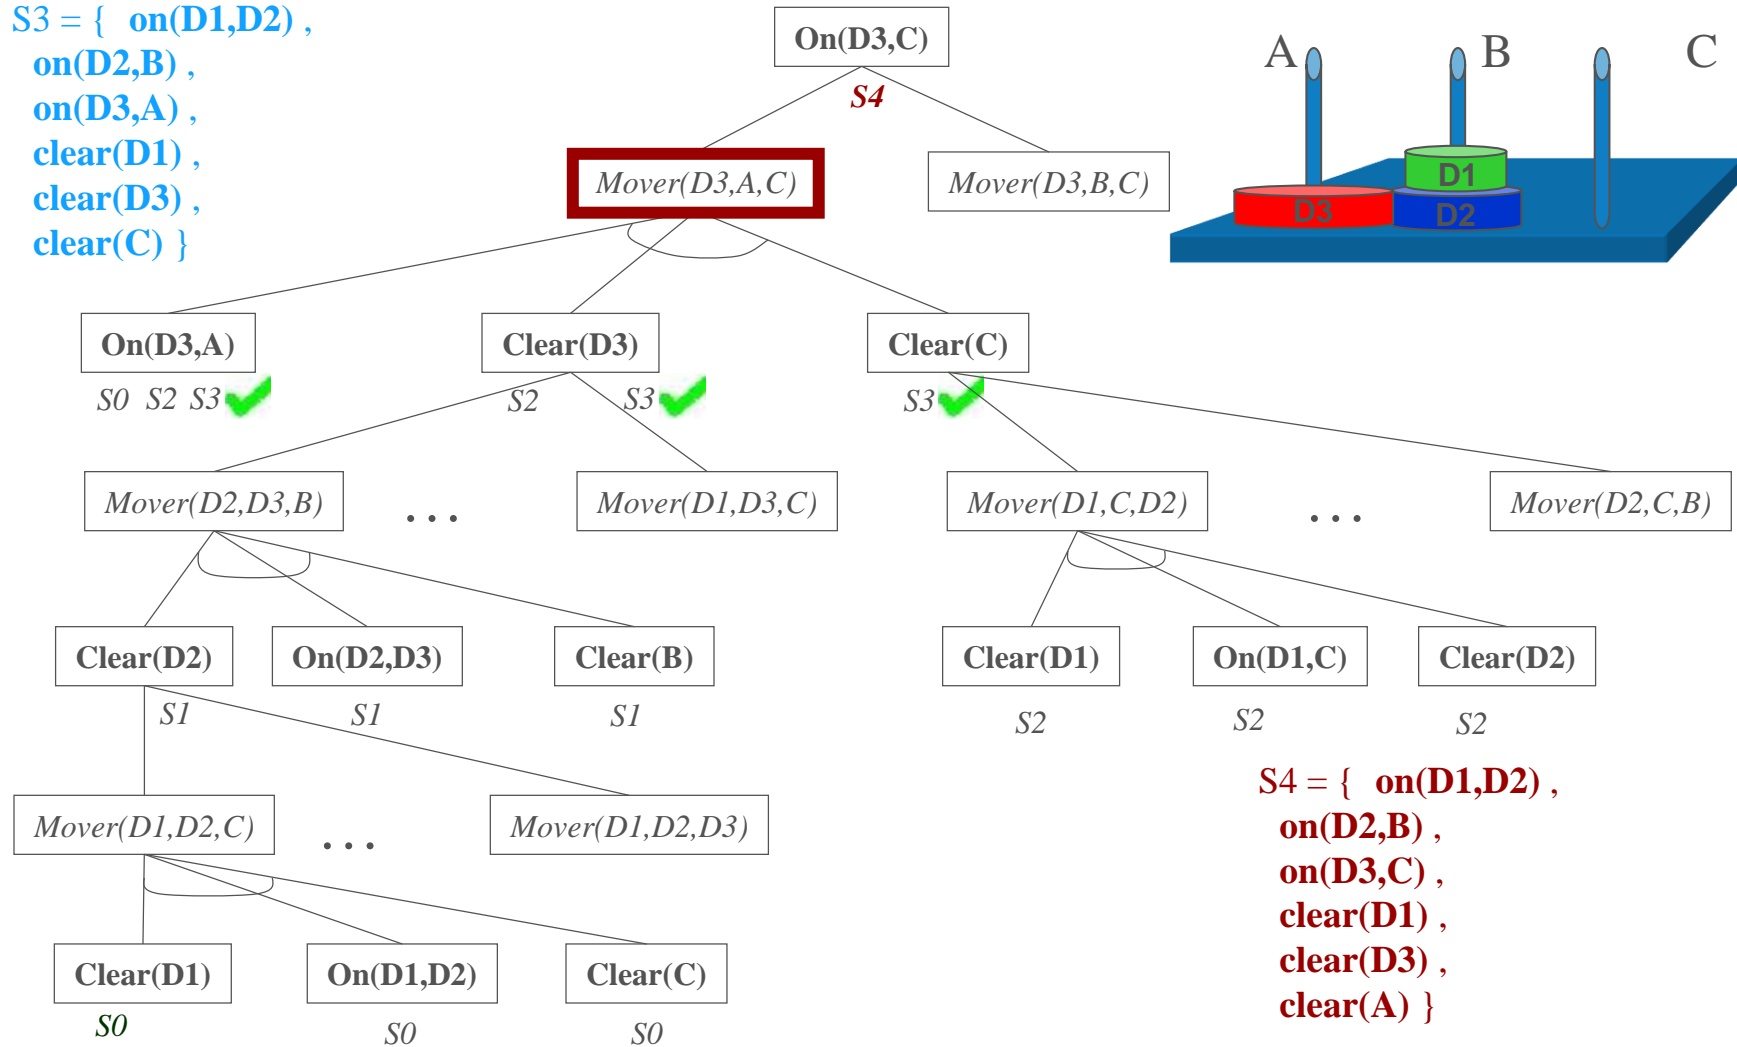 S3 = { on(D1,D2) ,
on(D2,B) ,
on(D3,A) ,
clear(D1) ,
clear(D3) ,
clear(C) }
On(D3,C)
S4
A B C
D1
D3 D2
Mover(D3,A,C) Mover(D3,B,C)
On(D3,A) Clear(D3) Clear(C)
S0 S2 S3 S2 S3 S3
Mover(D2,D3,B) ... Mover(D1,D3,C) Mover(D1,C,D2) ... Mover(D2,C,B)
Clear(D2) On(D2,D3) Clear(B) Clear(D1) On(D1,C) Clear(D2)
S1 S1 S1 S2 S2 S2
Mover(D1,D2,C) ... Mover(D1,D2,D3)
Clear(D1) On(D1,D2) Clear(C)
S0 S0 S0
S4 = { on(D1,D2) ,
on(D2,B) ,
on(D3,C) ,
clear(D1) ,
clear(D3) ,
clear(A) }